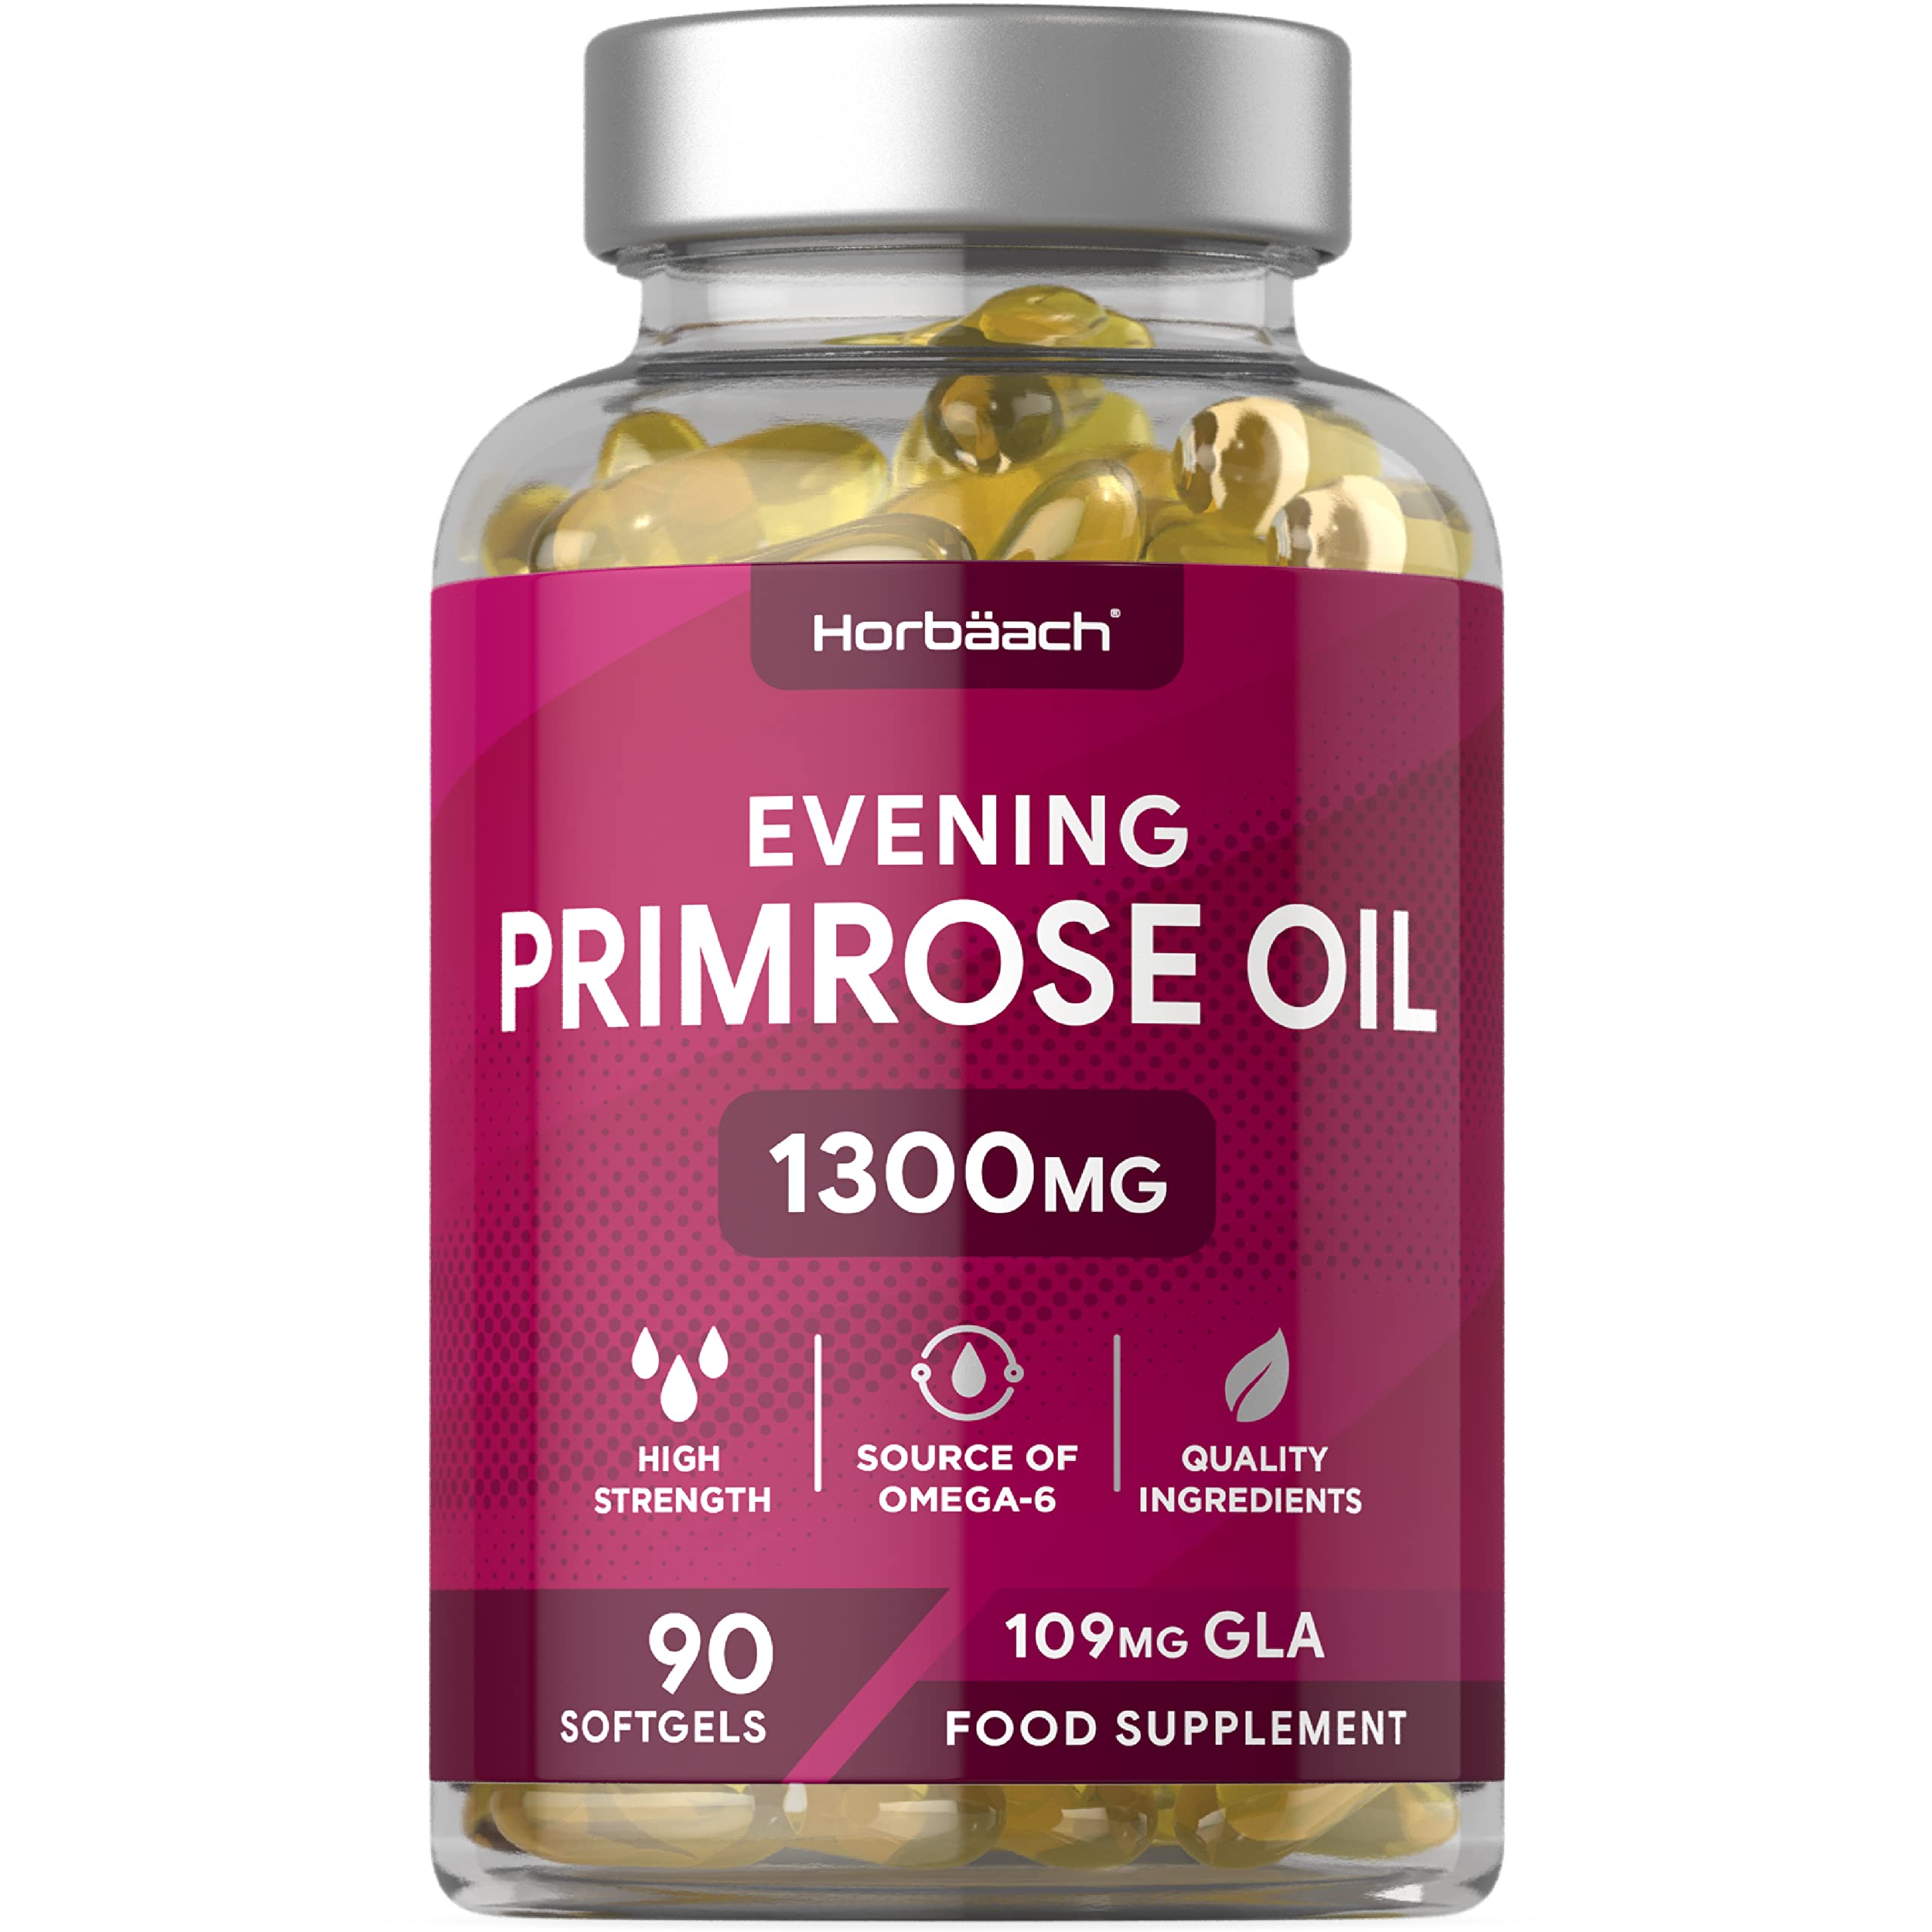 Horbäach®
EVENING
PRIMROSE OIL
1300MG
HIGH
STRENGTH
SOURCE OF
OMEGA-6
QUALITY
INGREDIENTS
90
SOFTGELS
109MG GLA
FOOD SUPPLEMENT